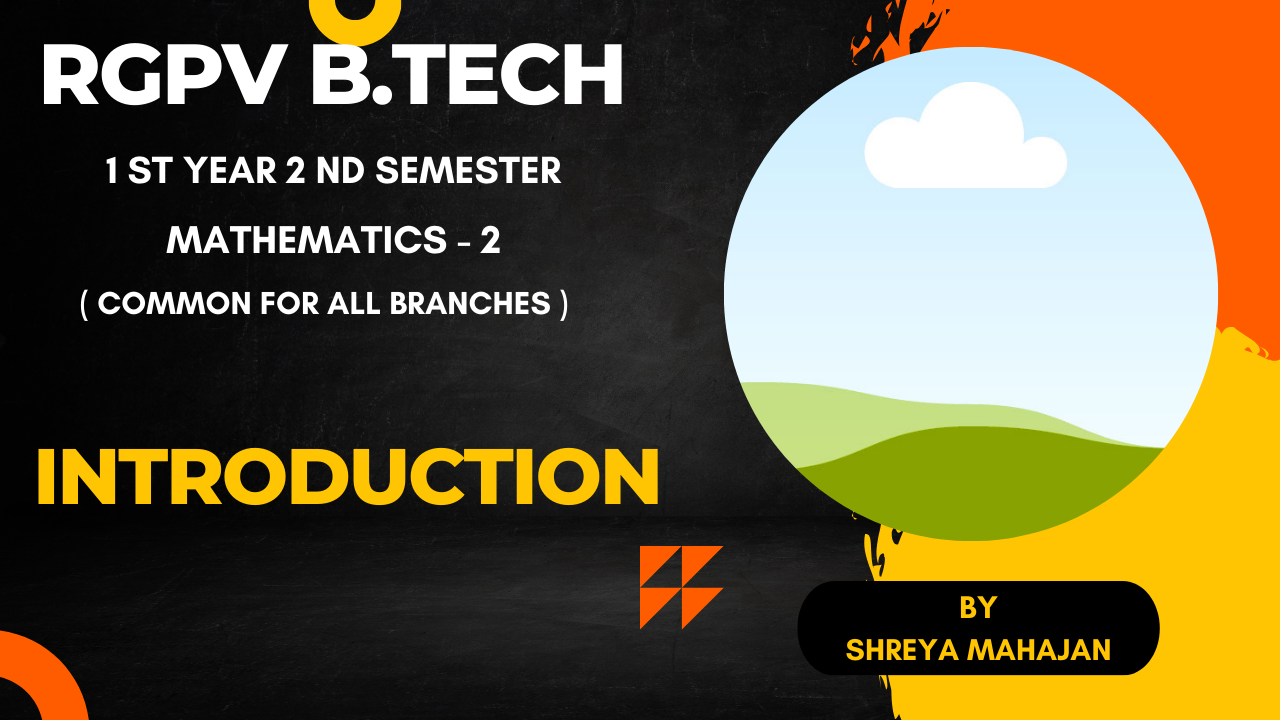 RGPV B.TECH
1 ST YEAR 2 ND SEMESTER
MATHEMATICS - 2
( COMMON FOR ALL BRANCHES )
INTRODUCTION
BY
SHREYA MAHAJAN